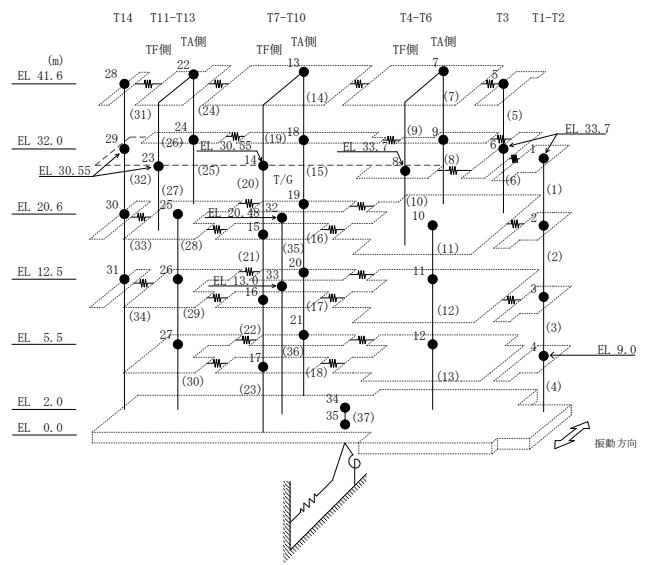 T14 T11-T13 T7-T10 T4-T6 T3 T1-T2
TF側 TA側 TF側 TA側 TF側 TA側
(m)
EL 41.6 28 22 13 7 5
(31) (24) (14) (7) (5)
EL 32.0 29 24 (26) (19) 18 (9) 9 6 1 EL 33.7
EL 30.55 23 EL 30.55 14 EL 33.7 8 (8)
(32) (27) (25) (20) T/G (15) (10) (6) (1)
EL 20.6 30 25 EL 20.48 32 19 10 2
(33) (28) 15 (35) (16) (11) (2)
EL 12.5 31 26 (21) EL 13.0 33 20 11 3
(34) (29) 16 (17) (12) (3)
EL 5.5 27 (22) (36) 21 12 4 EL 9.0
(30) 17 (18) (13) (4)
(23)
EL 2.0 34
EL 0.0 35 (37)
振動方向